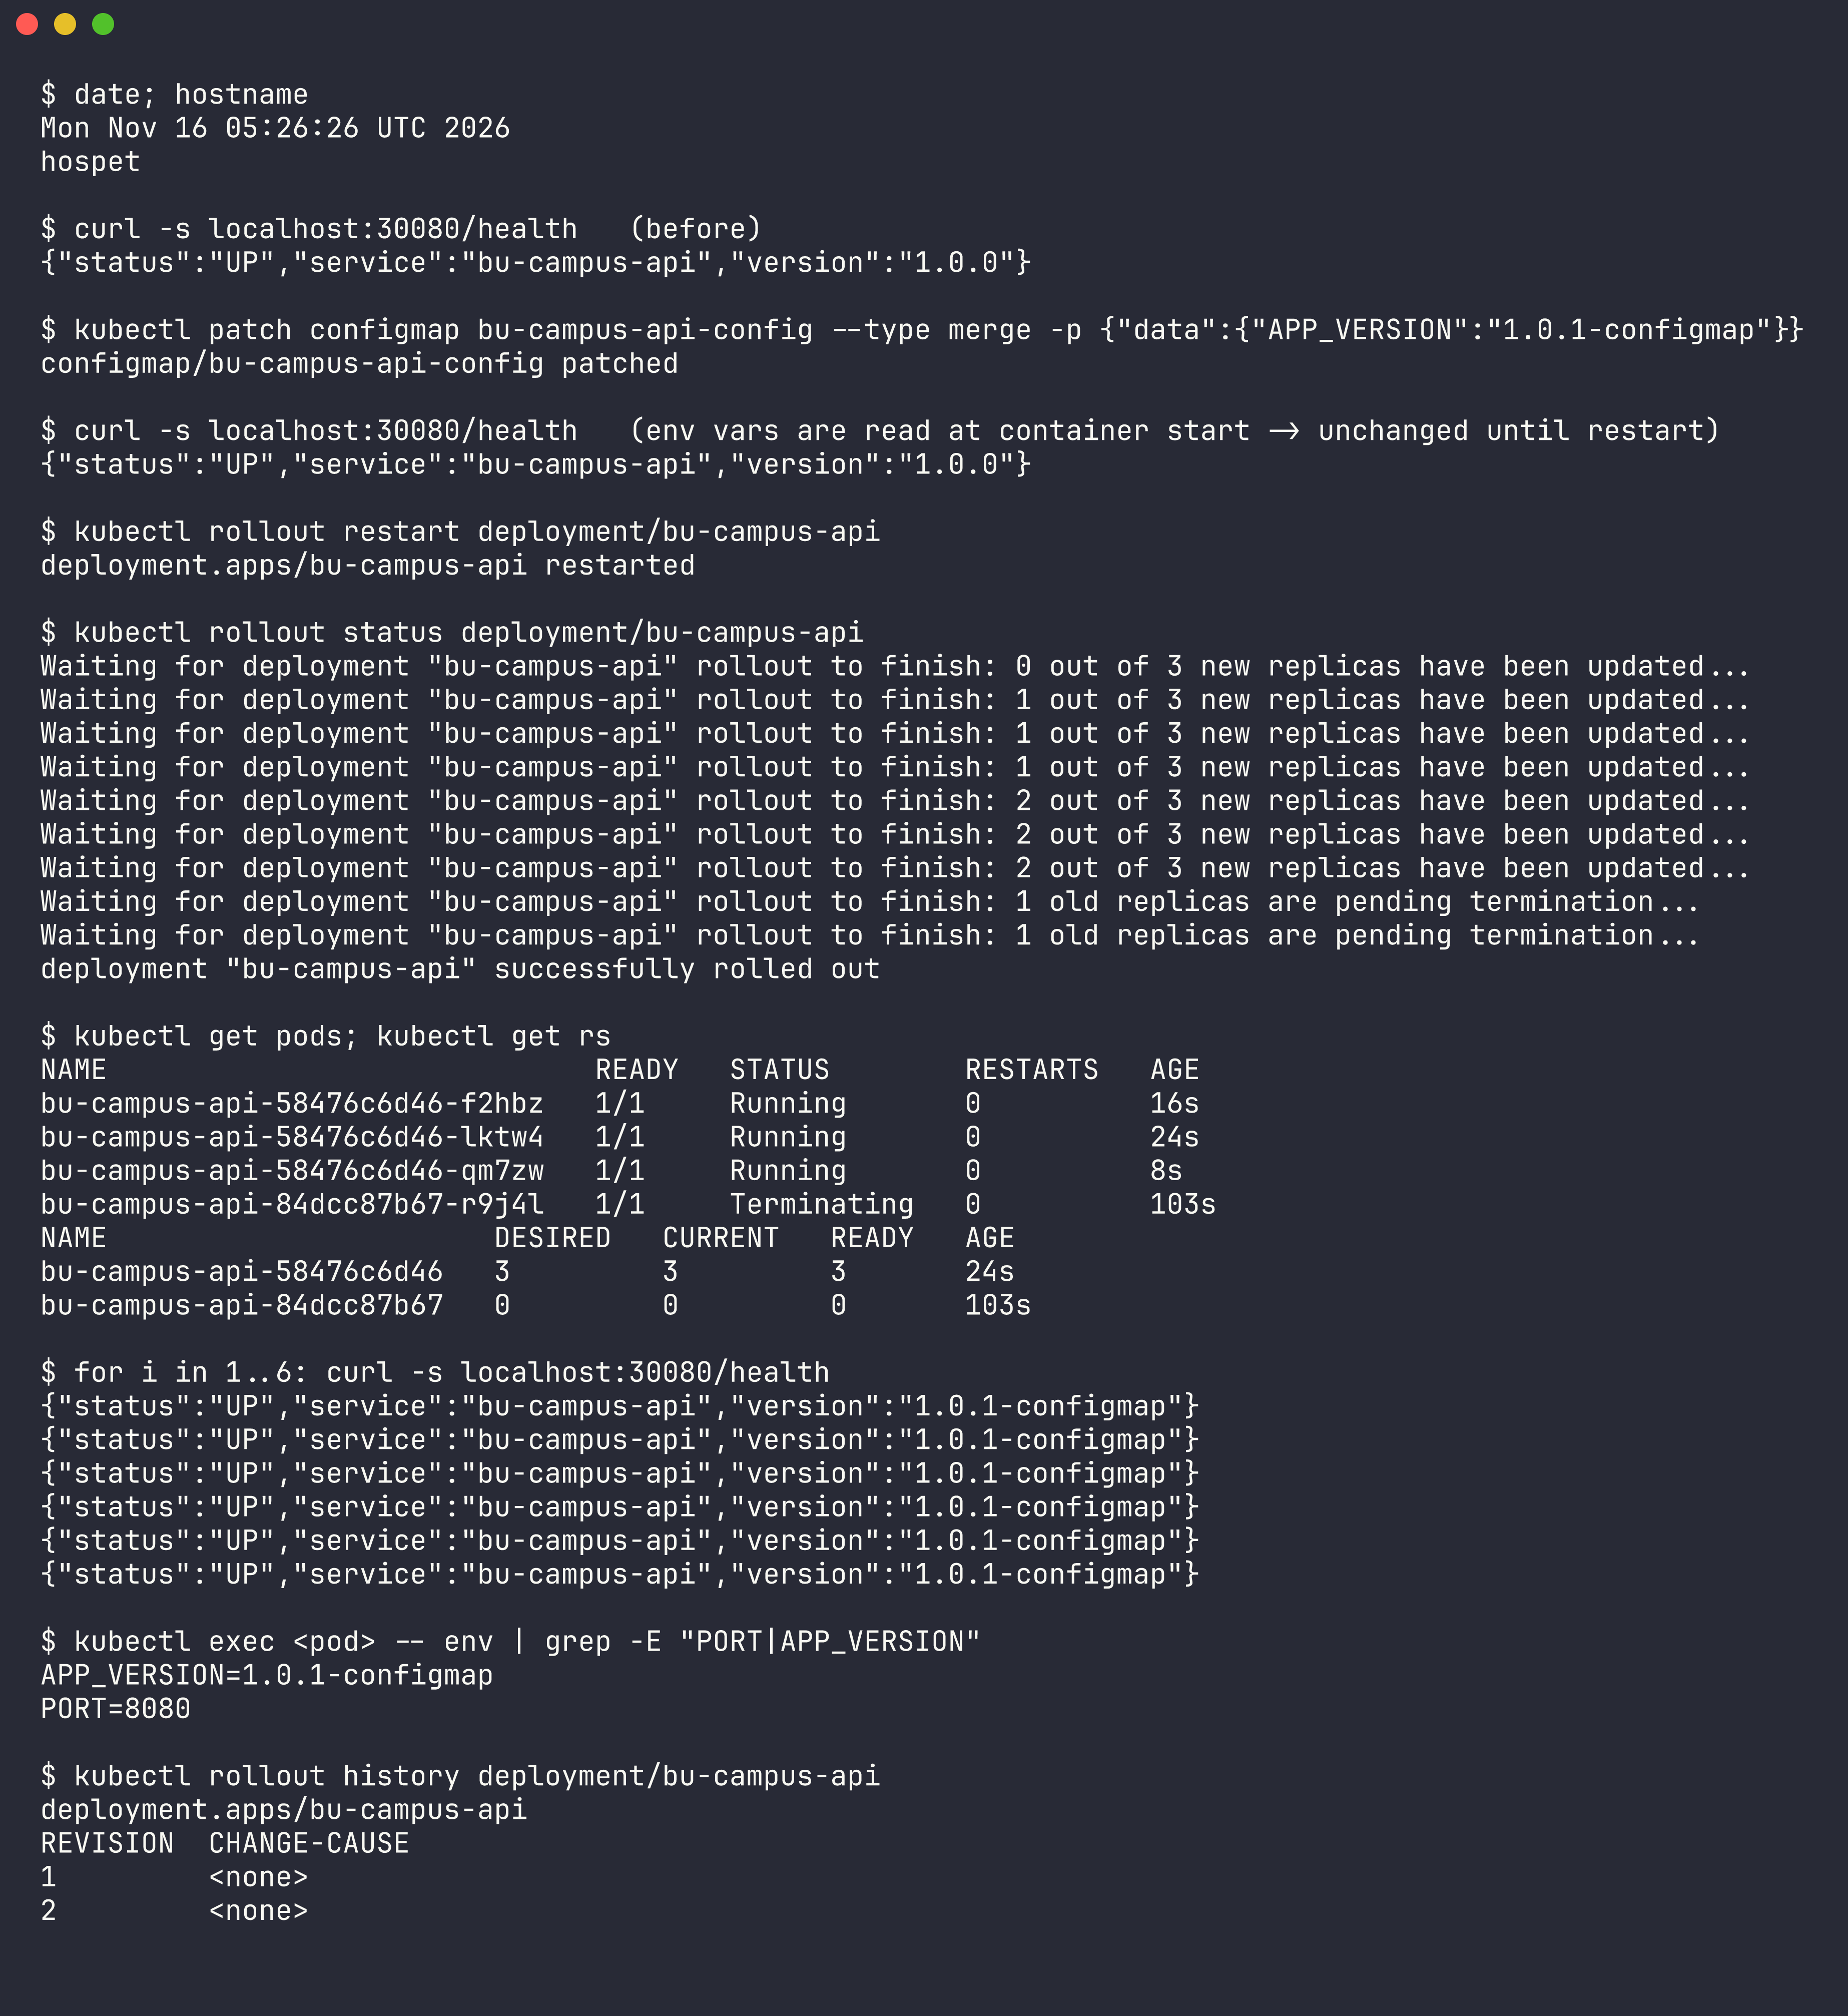 $ date; hostname
Mon Nov 16 05:26:26 UTC 2026
hospet
$ curl -s localhost:30080/health   (before)
{"status":"UP","service":"bu-campus-api","version":"1.0.0"}
$ kubectl patch configmap bu-campus-api-config --type merge -p {"data":{"APP_VERSION":"1.0.1-configmap"}}
configmap/bu-campus-api-config patched
$ curl -s localhost:30080/health   (env vars are read at container start -> unchanged until restart)
{"status":"UP","service":"bu-campus-api","version":"1.0.0"}
$ kubectl rollout restart deployment/bu-campus-api
deployment.apps/bu-campus-api restarted
$ kubectl rollout status deployment/bu-campus-api
Waiting for deployment "bu-campus-api" rollout to finish: 0 out of 3 new replicas have been updated...
Waiting for deployment "bu-campus-api" rollout to finish: 1 out of 3 new replicas have been updated...
Waiting for deployment "bu-campus-api" rollout to finish: 1 out of 3 new replicas have been updated...
Waiting for deployment "bu-campus-api" rollout to finish: 1 out of 3 new replicas have been updated...
Waiting for deployment "bu-campus-api" rollout to finish: 2 out of 3 new replicas have been updated...
Waiting for deployment "bu-campus-api" rollout to finish: 2 out of 3 new replicas have been updated...
Waiting for deployment "bu-campus-api" rollout to finish: 2 out of 3 new replicas have been updated...
Waiting for deployment "bu-campus-api" rollout to finish: 1 old replicas are pending termination...
Waiting for deployment "bu-campus-api" rollout to finish: 1 old replicas are pending termination...
deployment "bu-campus-api" successfully rolled out
$ kubectl get pods; kubectl get rs
NAME                             READY   STATUS        RESTARTS   AGE
bu-campus-api-58476c6d46-f2hbz   1/1     Running       0          16s
bu-campus-api-58476c6d46-lktw4   1/1     Running       0          24s
bu-campus-api-58476c6d46-qm7zw   1/1     Running       0          8s
bu-campus-api-84dcc87b67-r9j4l   1/1     Terminating   0          103s
NAME                       DESIRED   CURRENT   READY   AGE
bu-campus-api-58476c6d46   3         3         3       24s
bu-campus-api-84dcc87b67   0         0         0       103s
$ for i in 1..6: curl -s localhost:30080/health
{"status":"UP","service":"bu-campus-api","version":"1.0.1-configmap"}
{"status":"UP","service":"bu-campus-api","version":"1.0.1-configmap"}
{"status":"UP","service":"bu-campus-api","version":"1.0.1-configmap"}
{"status":"UP","service":"bu-campus-api","version":"1.0.1-configmap"}
{"status":"UP","service":"bu-campus-api","version":"1.0.1-configmap"}
{"status":"UP","service":"bu-campus-api","version":"1.0.1-configmap"}
$ kubectl exec <pod> -- env | grep -E "PORT|APP_VERSION"
APP_VERSION=1.0.1-configmap
PORT=8080
$ kubectl rollout history deployment/bu-campus-api
deployment.apps/bu-campus-api
REVISION  CHANGE-CAUSE
1         <none>
2         <none>